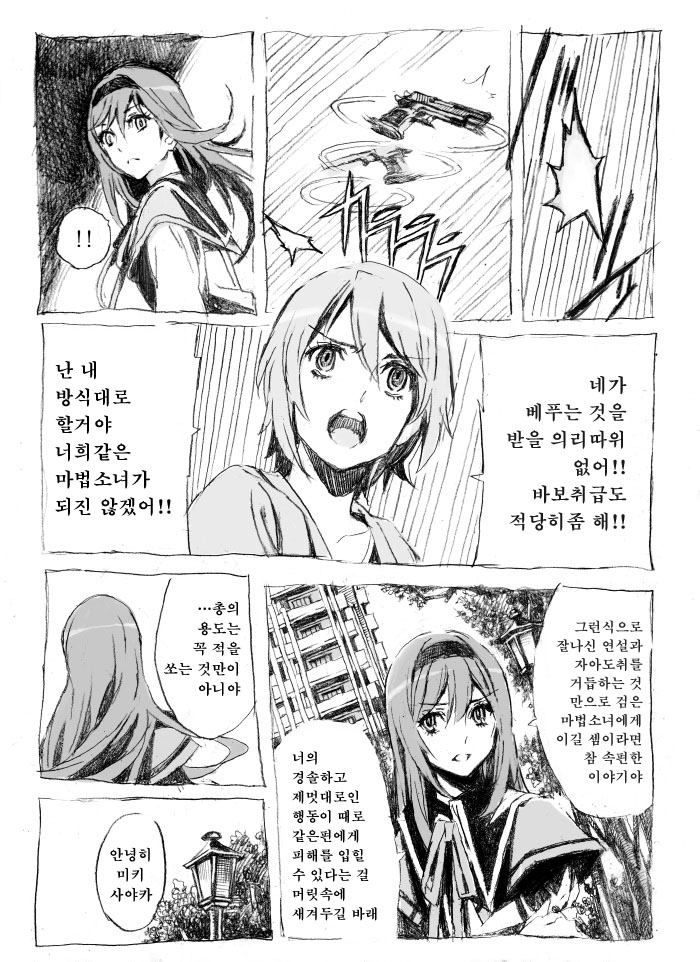 !!
카각각각
네가
베푸는 것을
받을 의리따위
없어!!
바보취급도
적당히좀 해!!
난 내
방식대로
할거야
너희같은
마법소녀가
되진 않겠어!!
그런식으로
잘나신 연설과
자아도취를
거듭하는 것
만으로 검은
마법소녀에게
이길 셈이라면
참 속편한
이야기야
너의
경솔하고
제멋대로인
행동이 때로
같은편에게
피해를 입힐
수 있다는 걸
머릿속에
새겨두길 바래
…총의
용도는
꼭 적을
쏘는 것만이
아니야
안녕히
미키
사야카